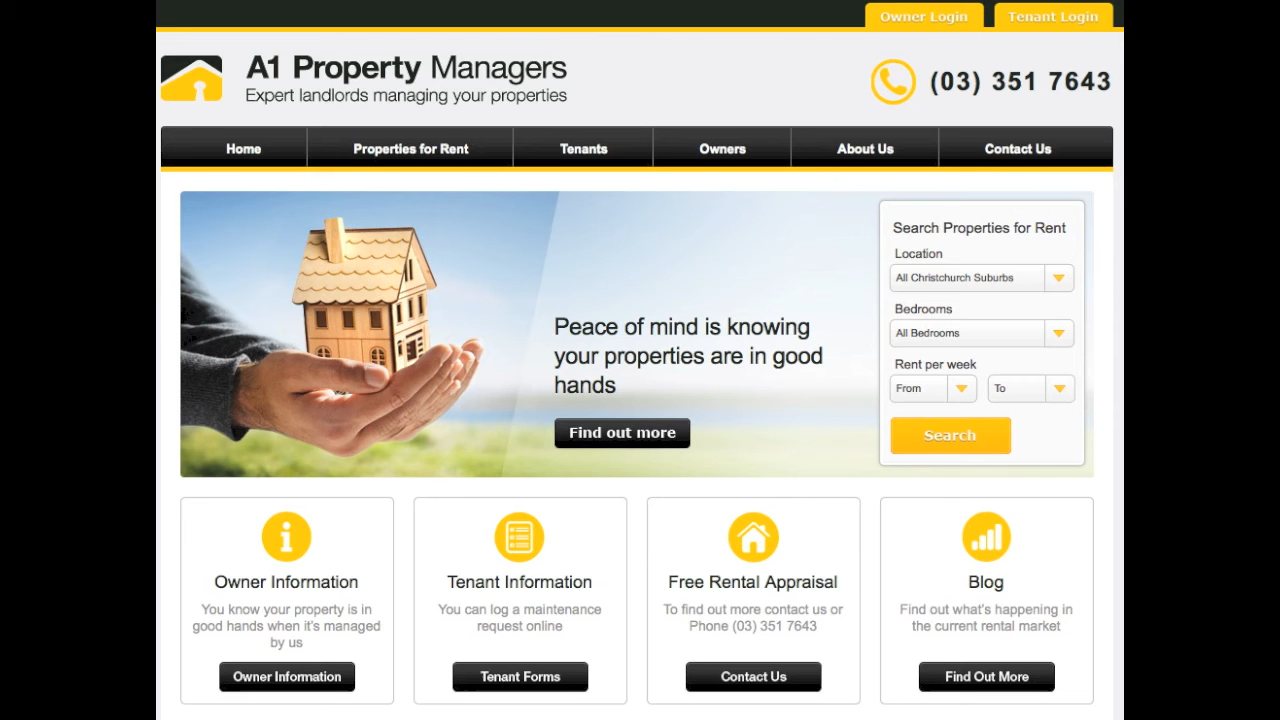 Owner Login
Tenant Login
A1 Property Managers
Expert landlords managing your properties
(03) 351 7643
Home
Properties for Rent
Tenants
Owners
About Us
Contact Us
Peace of mind is knowing
your properties are in good
hands
Find out more
Search Properties for Rent
Location
All Christchurch Suburbs
Bedrooms
All Bedrooms
Rent per week
From
To
Search
Owner Information
You know your property is in
good hands when it's managed
by us
Owner Information
Tenant Information
You can log a maintenance
request online
Tenant Forms
Free Rental Appraisal
To find out more contact us or
Phone (03) 351 7643
Contact Us
Blog
Find out what's happening in
the current rental market
Find Out More